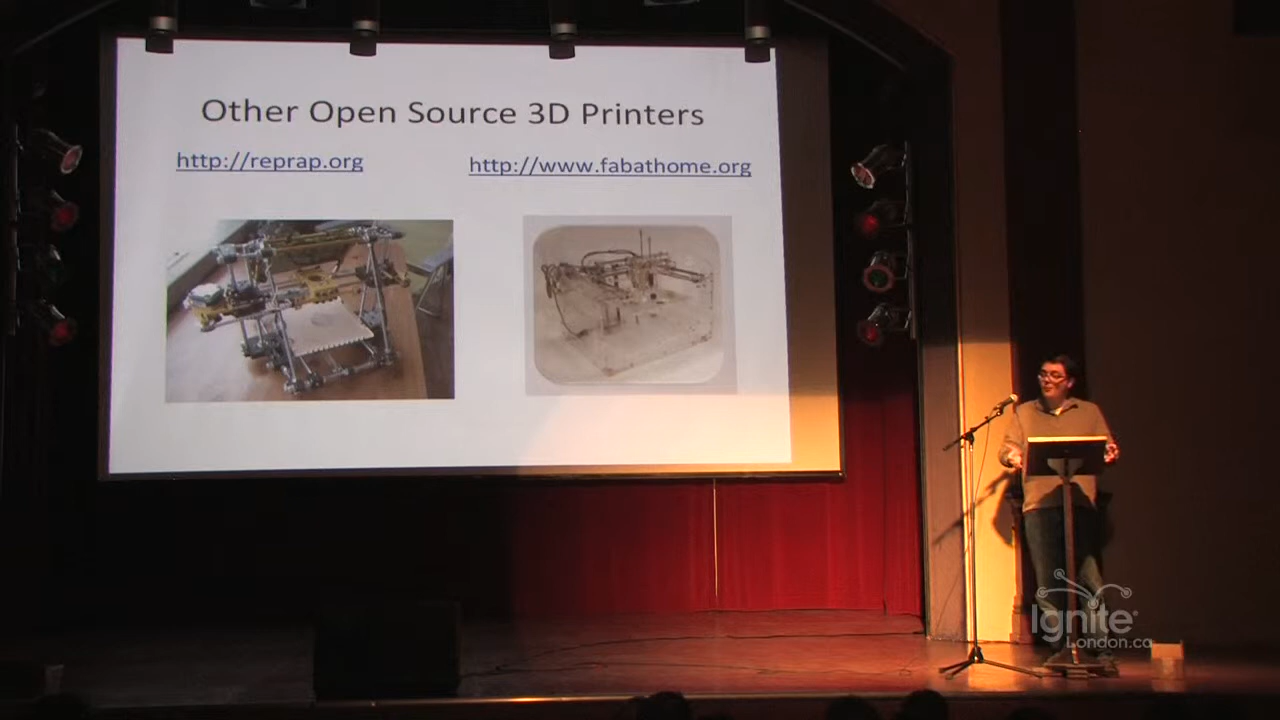 Other Open Source 3D Printers
http://reprap.org
http://www.fabathome.org
Ignite
London.ca